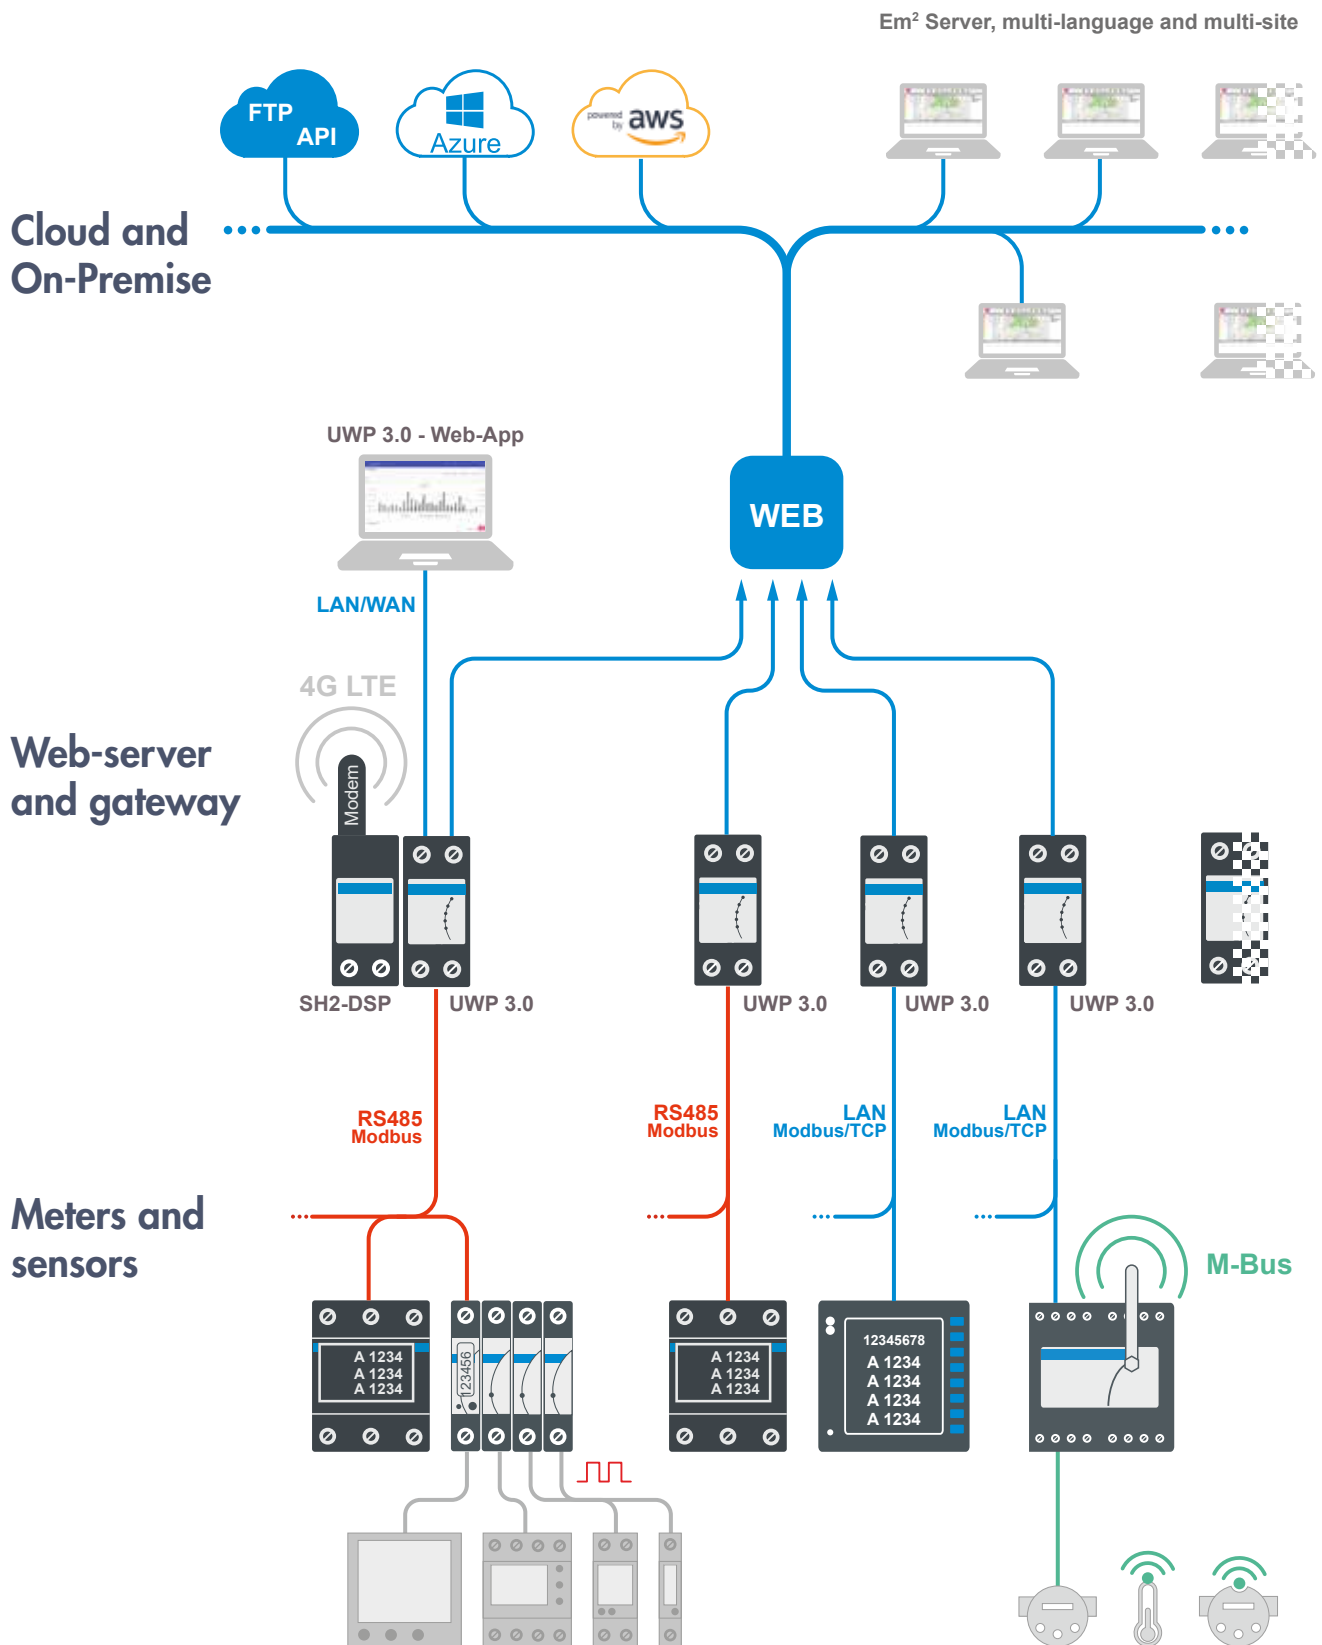 Em² Server, multi-language and multi-site
FTP
API
Azure
powered by aws
Cloud and
On-Premise
UWP 3.0 - Web-App
WEB
LAN/WAN
4G LTE
Modem
Web-server
and gateway
SH2-DSP
UWP 3.0
UWP 3.0
UWP 3.0
UWP 3.0
RS485
Modbus
RS485
Modbus
LAN
Modbus/TCP
LAN
Modbus/TCP
Meters and
sensors
M-Bus
A 1234
A 1234
A 1234
123456
A 1234
A 1234
A 1234
12345678
A 1234
A 1234
A 1234
A 1234